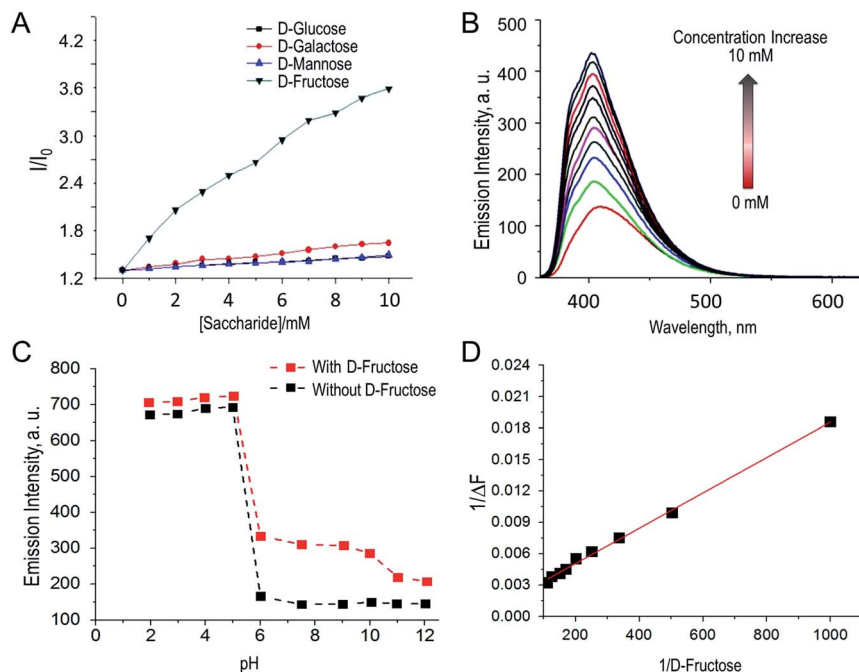 A
I/I0
4.2
3.6
3.0
2.4
1.8
1.2
D-Glucose
D-Galactose
D-Mannose
D-Fructose
0 2 4 6 8 10
[Saccharide]/mM
B
Emission Intensity, a. u.
500
400
300
200
100
0
Concentration Increase
10 mM
0 mM
400 500 600
Wavelength, nm
C
Emission Intensity, a. u.
800
700
600
500
400
300
200
100
With D-Fructose
Without D-Fructose
0 2 4 6 8 10 12
pH
D
1/ΔF
0.024
0.021
0.018
0.015
0.012
0.009
0.006
0.003
0.000
200 400 600 800 1000
1/D-Fructose